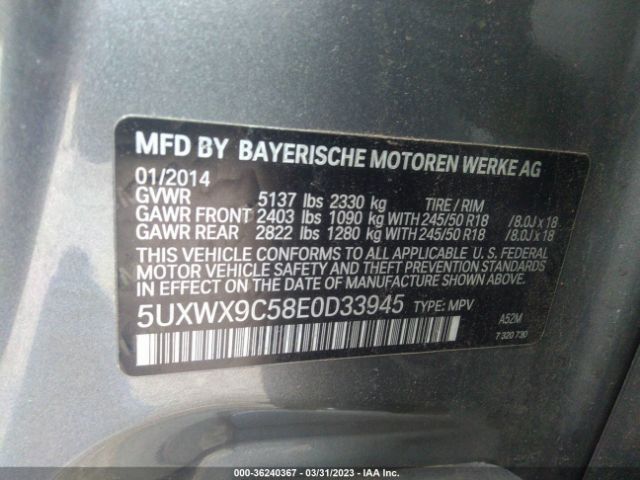 MFD BY BAYERISCHE MOTOREN WERKE AG
01/2014
GVWR 5137 lbs 2330 kg TIRE / RIM
GAWR FRONT 2403 lbs 1090 kg WITH 245/50 R18 /8.0J x 18
GAWR REAR 2822 lbs 1280 kg WITH 245/50 R18 /8.0J x 18
THIS VEHICLE CONFORMS TO ALL APPLICABLE U. S. FEDERAL
MOTOR VEHICLE SAFETY AND THEFT PREVENTION STANDARDS
IN EFFECT ON THE DATE OF MANUFACTURE SHOWN ABOVE.
5UXWX9C58E0D33945 TYPE: MPV
A52M
7 320 730
000-36240367 - 03/31/2023 - IAA Inc.